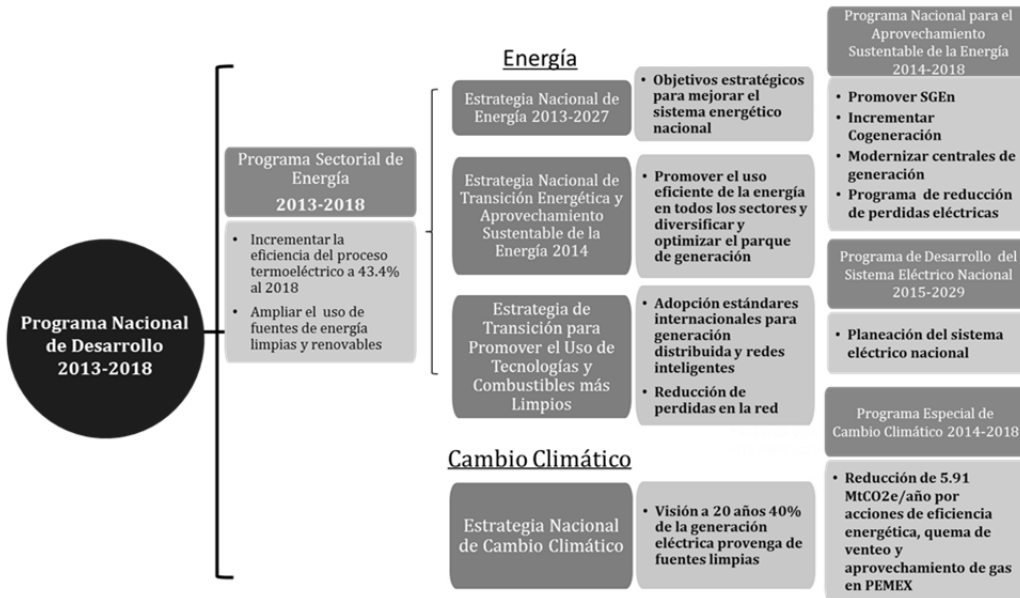 Programa Nacional
de Desarrollo
2013-2018
Programa Sectorial de
Energía
2013-2018
• Incrementar la
eficiencia del proceso
termoeléctrico a 43.4%
al 2018
• Ampliar el uso de
fuentes de energía
limpias y renovables
Energía
Estrategia Nacional de
Energía 2013-2027
• Objetivos estratégicos
para mejorar el
sistema energético
nacional
Estrategia Nacional de
Transición Energética y
Aprovechamiento
Sustentable de la
Energía 2014
• Promover el uso
eficiente de la energía
en todos los sectores y
diversificar y
optimizar el parque
de generación
Estrategia de
Transición para
Promover el Uso de
Tecnologías y
Combustibles más
Limpios
• Adopción estándares
internacionales para
generación
distribuida y redes
inteligentes
• Reducción de
perdidas en la red
Cambio Climático
Estrategia Nacional
de Cambio Climático
• Visión a 20 años 40%
de la generación
eléctrica provenga de
fuentes limpias
Programa Nacional para el
Aprovechamiento
Sustentable de la Energía
2014-2018
• Promover SGEn
• Incrementar
Cogeneración
• Modernizar centrales de
generación
• Programa de reducción
de perdidas eléctricas
Programa de Desarrollo del
Sistema Eléctrico Nacional
2015-2029
• Planeación del sistema
eléctrico nacional
Programa Especial de
Cambio Climático 2014-2018
• Reducción de 5.91
MtCO2e/año por
acciones de eficiencia
energética, quema de
venteo y
aprovechamiento de gas
en PEMEX